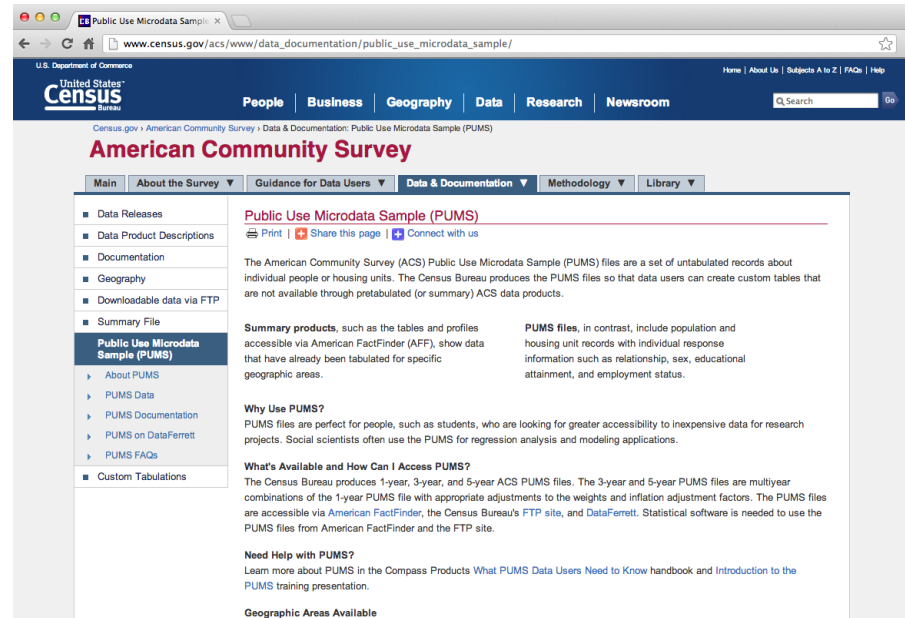 Public Use Microdata Sample ×
www.census.gov/acs/www/data_documentation/public_use_microdata_sample/
U.S. Department of Commerce
Home | About Us | Subjects A to Z | FAQs | Help
United States™
Census
Bureau
People | Business | Geography | Data | Research | Newsroom
Search Go
Census.gov › American Community Survey › Data & Documentation: Public Use Microdata Sample (PUMS)
American Community Survey
Main About the Survey ▼ Guidance for Data Users ▼ Data & Documentation ▼ Methodology ▼ Library ▼
Data Releases
Data Product Descriptions
Documentation
Geography
Downloadable data via FTP
Summary File
Public Use Microdata
Sample (PUMS)
About PUMS
PUMS Data
PUMS Documentation
PUMS on DataFerrett
PUMS FAQs
Custom Tabulations
Public Use Microdata Sample (PUMS)
Print | Share this page | Connect with us
The American Community Survey (ACS) Public Use Microdata Sample (PUMS) files are a set of untabulated records about
individual people or housing units. The Census Bureau produces the PUMS files so that data users can create custom tables that
are not available through pretabulated (or summary) ACS data products.
Summary products, such as the tables and profiles
accessible via American FactFinder (AFF), show data
that have already been tabulated for specific
geographic areas.
PUMS files, in contrast, include population and
housing unit records with individual response
information such as relationship, sex, educational
attainment, and employment status.
Why Use PUMS?
PUMS files are perfect for people, such as students, who are looking for greater accessibility to inexpensive data for research
projects. Social scientists often use the PUMS for regression analysis and modeling applications.
What's Available and How Can I Access PUMS?
The Census Bureau produces 1-year, 3-year, and 5-year ACS PUMS files. The 3-year and 5-year PUMS files are multiyear
combinations of the 1-year PUMS file with appropriate adjustments to the weights and inflation adjustment factors. The PUMS files
are accessible via American FactFinder, the Census Bureau's FTP site, and DataFerrett. Statistical software is needed to use the
PUMS files from American FactFinder and the FTP site.
Need Help with PUMS?
Learn more about PUMS in the Compass Products What PUMS Data Users Need to Know handbook and Introduction to the
PUMS training presentation.
Geographic Areas Available